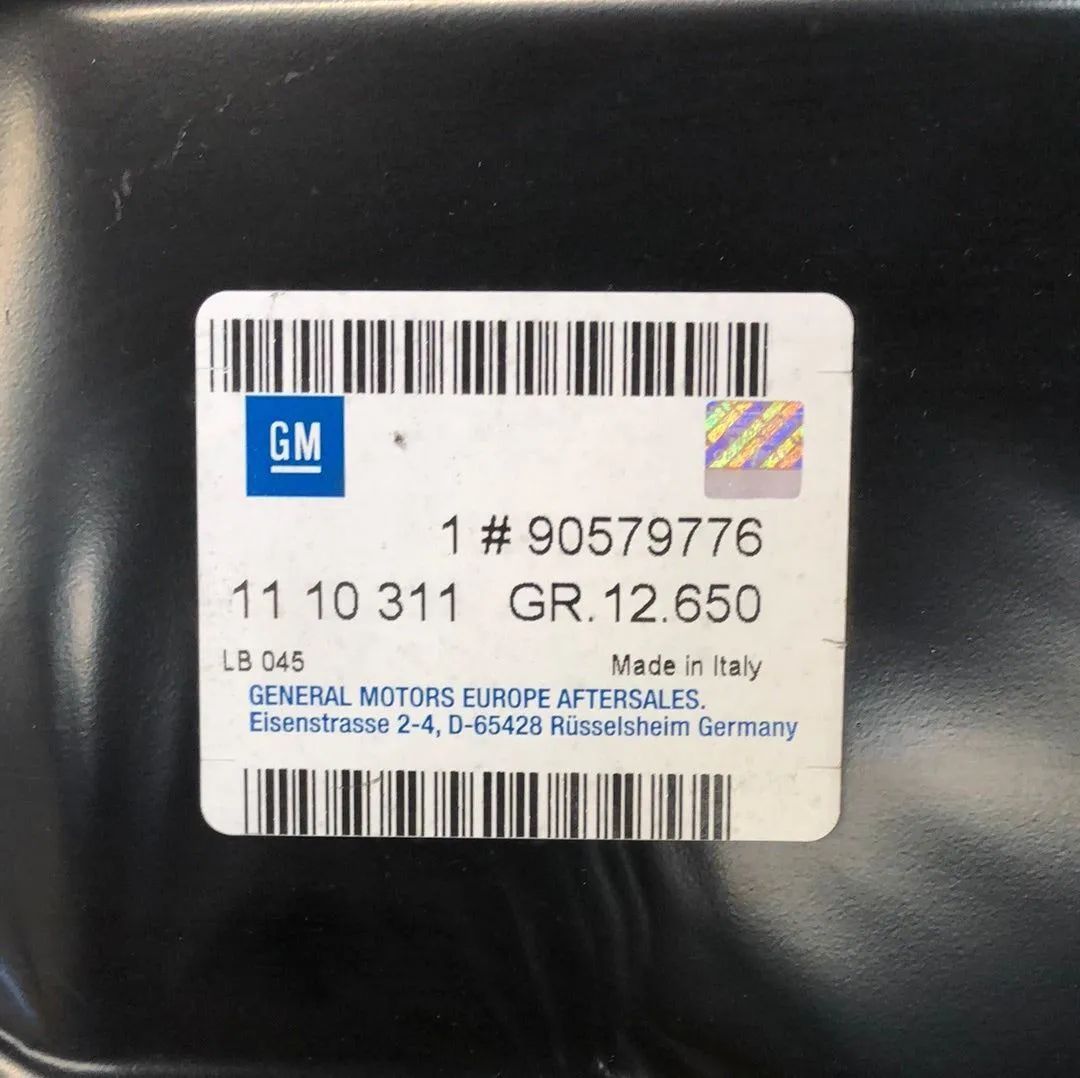 GM
1 # 90579776
11 10 311 GR. 12.650
LB 045 Made in Italy
GENERAL MOTORS EUROPE AFTERSALES.
Eisenstrasse 2-4, D-65428 Rüsselsheim Germany